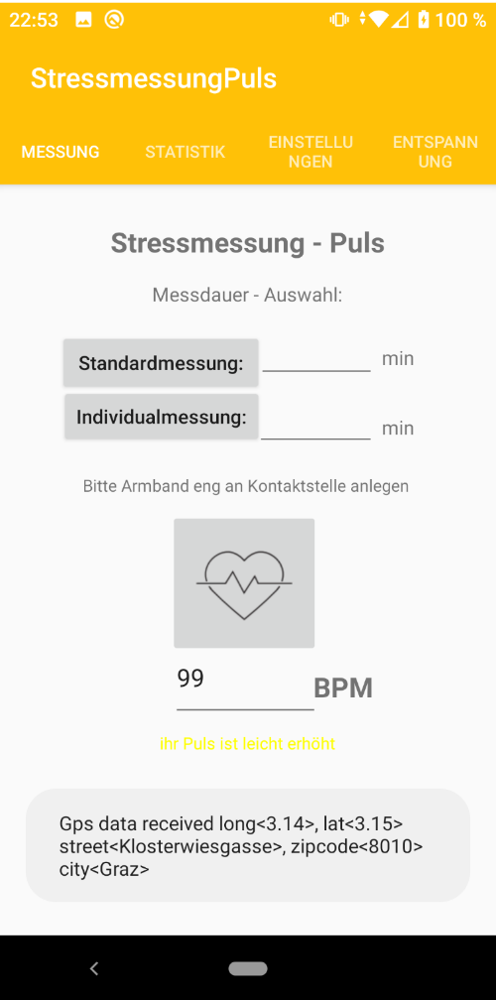 22:53 100 %
StressmessungPuls
MESSUNG STATISTIK EINSTELLU ENTSPANN
NGEN UNG
Stressmessung - Puls
Messdauer - Auswahl:
Standardmessung: min
Individualmessung: min
Bitte Armband eng an Kontaktstelle anlegen
99 BPM
ihr Puls ist leicht erhöht
Gps data received long<3.14>, lat<3.15>
street<Klosterwiesgasse>, zipcode<8010>
city<Graz>